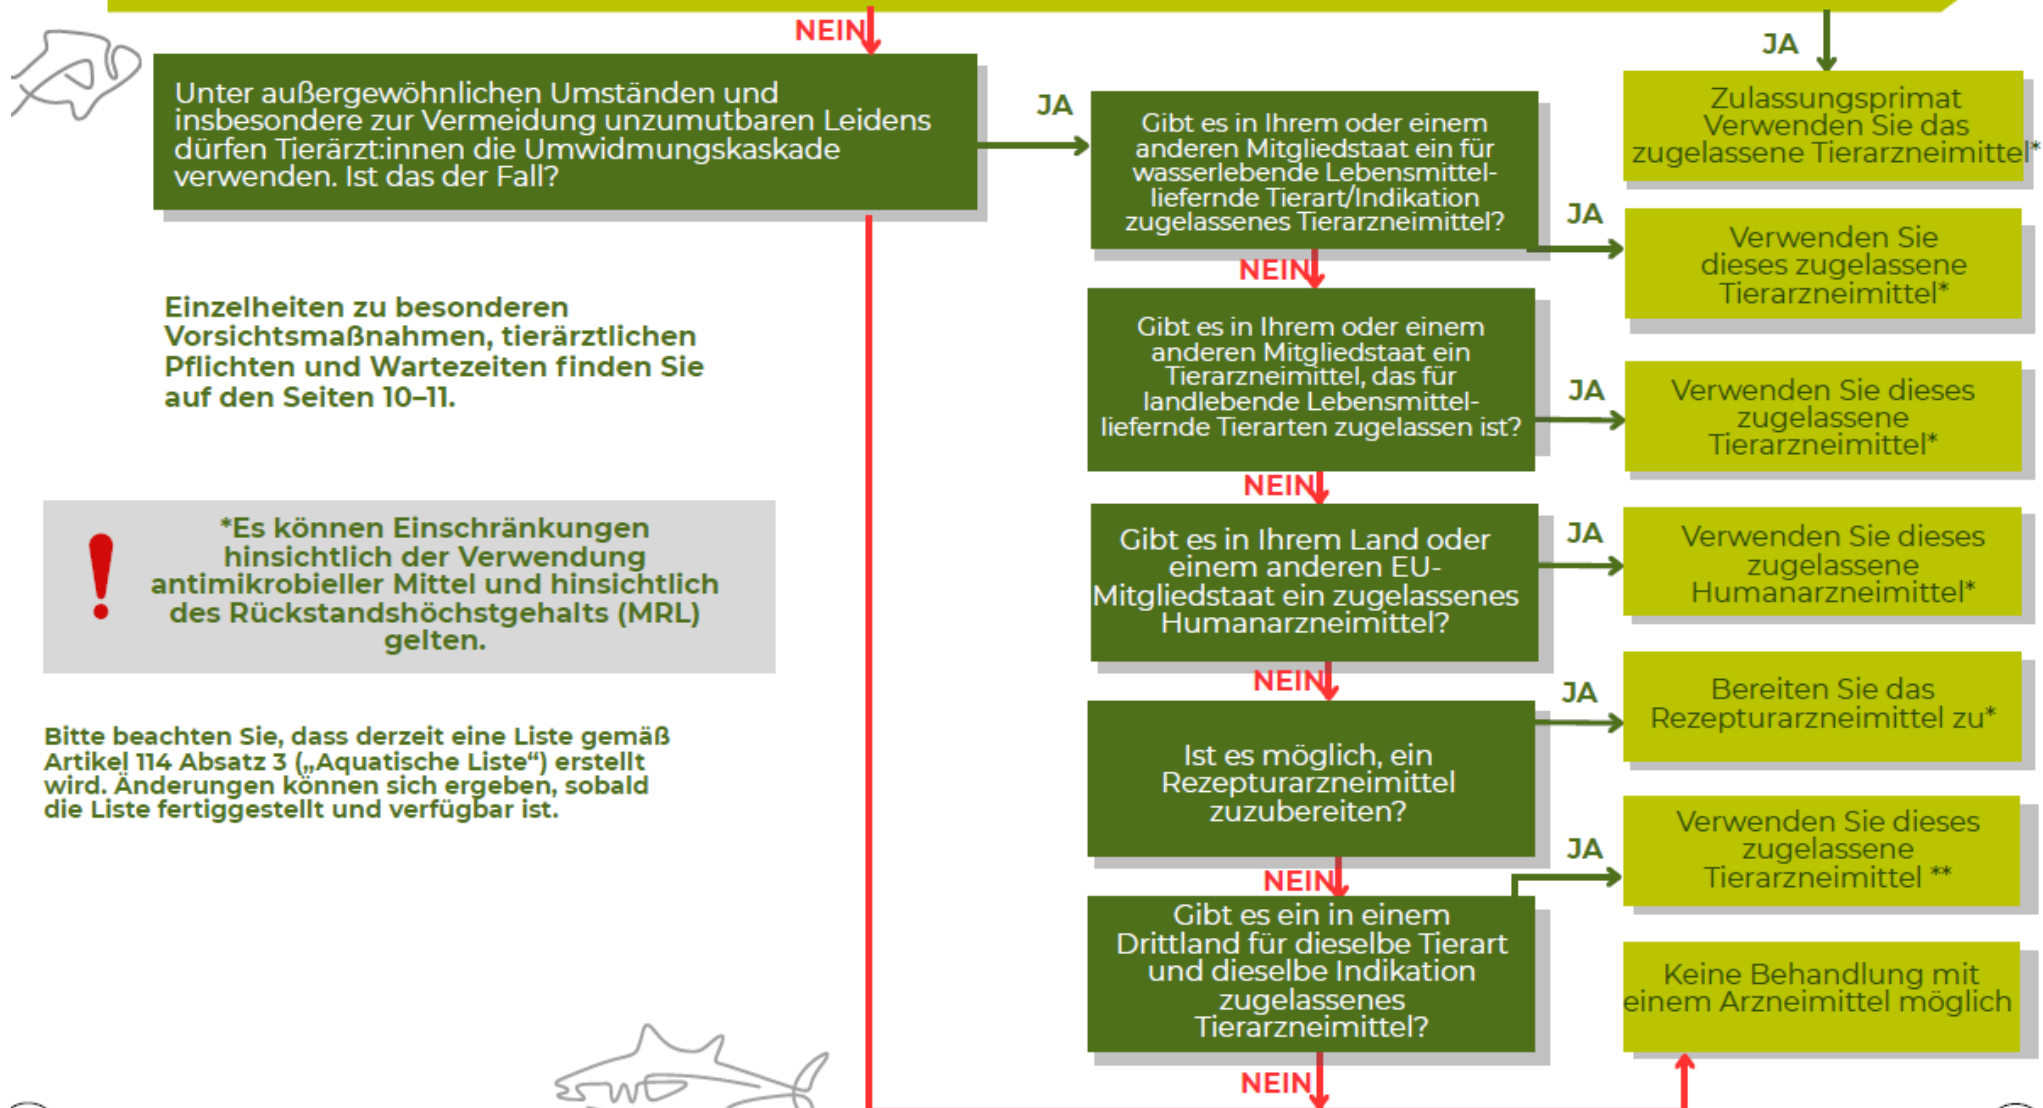 NEIN
JA
Unter außergewöhnlichen Umständen und
insbesondere zur Vermeidung unzumutbaren Leidens
dürfen Tierärzt:innen die Umwidmungskaskade
verwenden. Ist das der Fall?
JA
Gibt es in Ihrem oder einem
anderen Mitgliedstaat ein für
wasserlebende Lebensmittel-
liefernde Tierart/Indikation
zugelassenes Tierarzneimittel?
Zulassungsprimat
Verwenden Sie das
zugelassene Tierarzneimittel*
JA
Verwenden Sie
dieses zugelassene
Tierarzneimittel*
NEIN
Gibt es in Ihrem oder einem
anderen Mitgliedstaat ein
Tierarzneimittel, das für
landlebende Lebensmittel-
liefernde Tierarten zugelassen ist?
JA
Verwenden Sie dieses
zugelassene
Tierarzneimittel*
Einzelheiten zu besonderen
Vorsichtsmaßnahmen, tierärztlichen
Pflichten und Wartezeiten finden Sie
auf den Seiten 10–11.
NEIN
Gibt es in Ihrem Land oder
einem anderen EU-
Mitgliedstaat ein zugelassenes
Humanarzneimittel?
JA
Verwenden Sie dieses
zugelassene
Humanarzneimittel*
!
*Es können Einschränkungen
hinsichtlich der Verwendung
antimikrobieller Mittel und hinsichtlich
des Rückstandshöchstgehalts (MRL)
gelten.
NEIN
Ist es möglich, ein
Rezepturarzneimittel
zuzubereiten?
JA
Bereiten Sie das
Rezepturarzneimittel zu*
Bitte beachten Sie, dass derzeit eine Liste gemäß
Artikel 114 Absatz 3 („Aquatische Liste“) erstellt
wird. Änderungen können sich ergeben, sobald
die Liste fertiggestellt und verfügbar ist.
NEIN
Gibt es ein in einem
Drittland für dieselbe Tierart
und dieselbe Indikation
zugelassenes
Tierarzneimittel?
JA
Verwenden Sie dieses
zugelassene
Tierarzneimittel **
NEIN
Keine Behandlung mit
einem Arzneimittel möglich